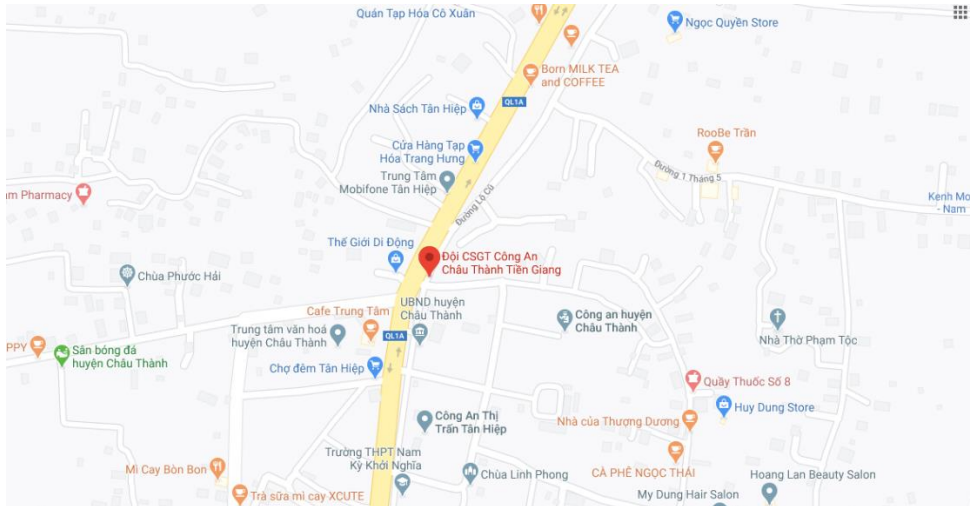 Quán Tạp Hóa Cô Xuân
Ngọc Quyền Store
Born MILK TEA
and COFFEE
QL1A
Nhà Sách Tân Hiệp
Cửa Hàng Tạp
Hóa Trang Hưng
RooBe Trần
Trung Tâm
Mobifone Tân Hiệp
Đường 1 Tháng 5
am Pharmacy
Kenh Mo
- Nam
Đường Lộ Cũ
Thế Giới Di Động
Đội CSGT Công An
Châu Thành Tiền Giang
Chùa Phước Hải
UBND huyện
Châu Thành
Cafe Trung Tâm
Công an huyện
Châu Thành
Trung tâm văn hoá
huyện Châu Thành
QL1A
Nhà Thờ Phạm Tộc
PPY
Sân bóng đá
huyện Châu Thành
Chợ đêm Tân Hiệp
Quầy Thuốc Số 8
Huy Dung Store
Công An Thị
Trấn Tân Hiệp
Nhà của Thượng Dương
Trường THPT Nam
Kỳ Khởi Nghĩa
Mì Cay Bòn Bon
Chùa Linh Phong
CÀ PHÊ NGỌC THÁI
Hoang Lan Beauty Salon
Trà sữa mì cay XCUTE
My Dung Hair Salon